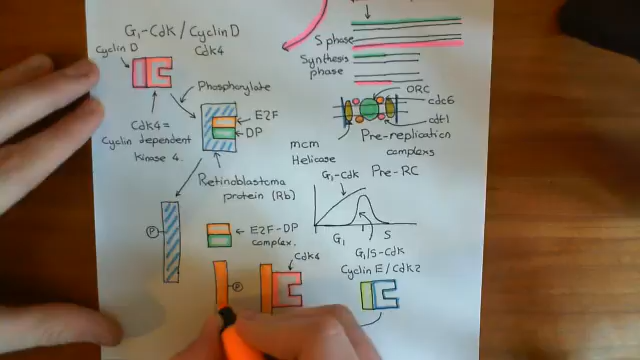 G1-Cdk / Cyclin D
Cdk4
Cyclin D
Phosphorylate
Cdk4 =
Cyclin dependent
kinase 4.
E2F
DP
Retinoblastoma
protein (Rb)
P
E2F-DP
complex.
Cdk6
P
S phase
Synthesis
phase
ORC
cdc6
cdt1
mcm
Helicase
Pre-replication
complexs
Pre-RC
G1-Cdk
G1
S
G1/S-Cdk
Cyclin E/Cdk2